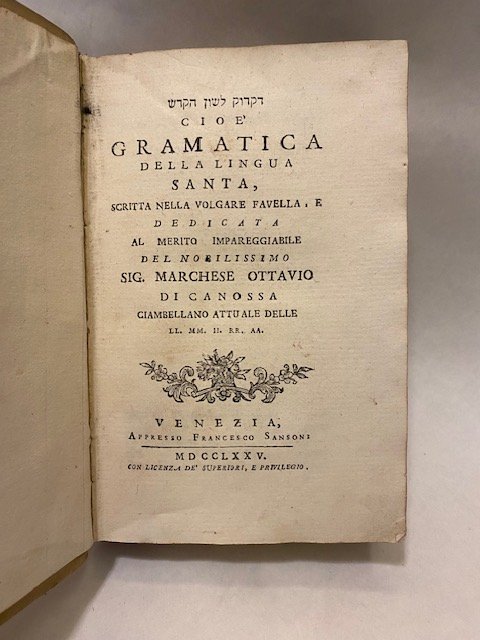 דקדוק לשון הקדש
CIOE'
GRAMATICA
DELLA LINGUA
SANTA,
SCRITTA NELLA VOLGARE FAVELLA, E
DEDICATA
AL MERITO IMPAREGGIABILE
DEL NOBILISSIMO
SIG. MARCHESE OTTAVIO
DI CANOSSA
CIAMBELLANO ATTUALE DELLE
LL. MM. II. RR. AA.
VENEZIA,
APPRESSO FRANCESCO SANSONI
MDCCLXXV.
CON LICENZA DE' SUPERIORI, E PRIVILEGIO.